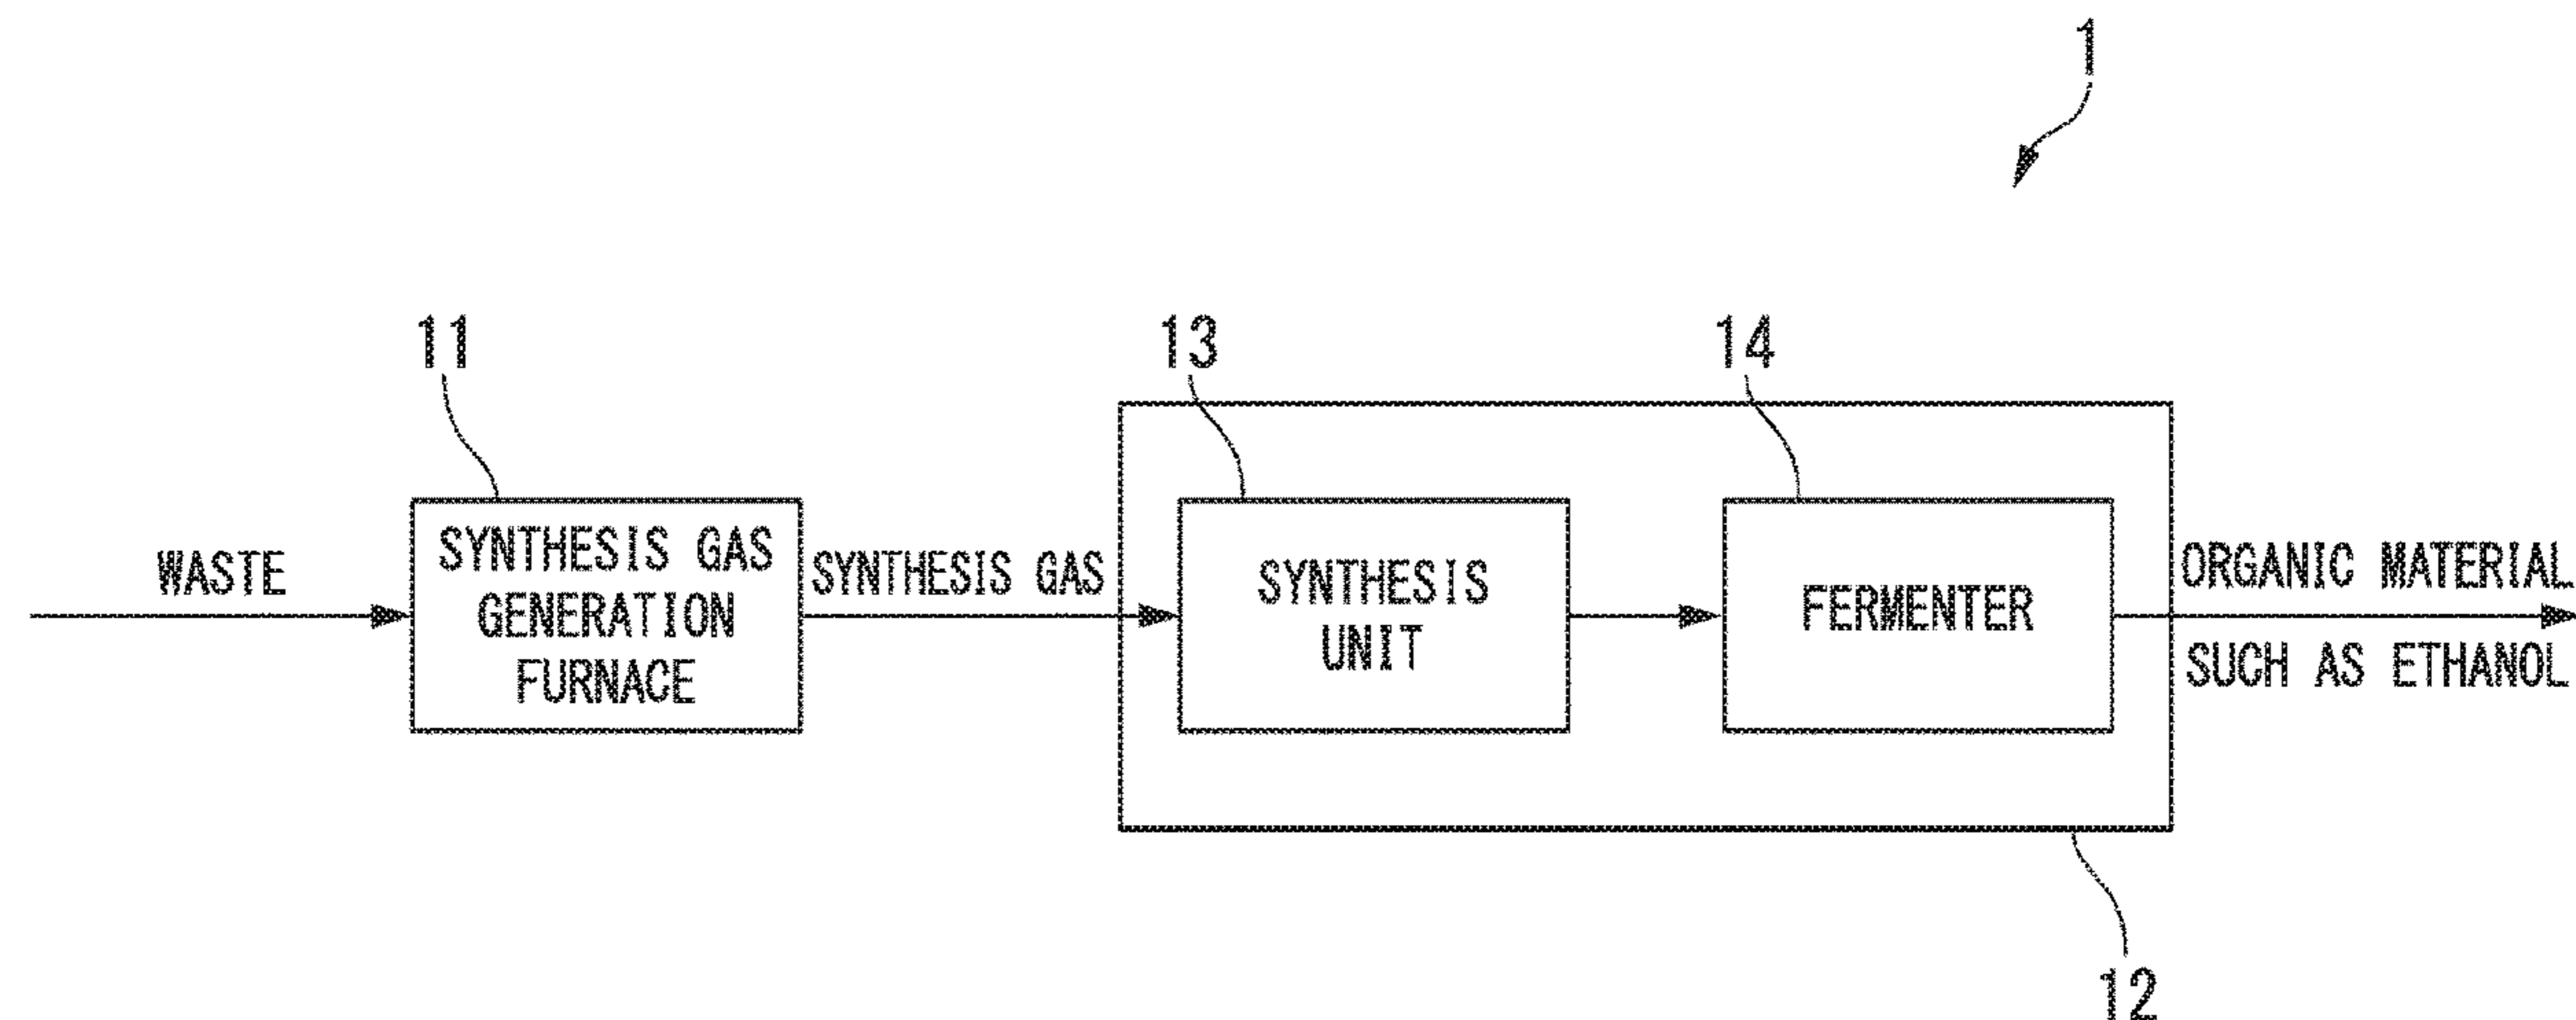 1
11
13
14
WASTE
SYNTHESIS GAS
GENERATION
FURNACE
SYNTHESIS GAS
SYNTHESIS
UNIT
FERMENTER
ORGANIC MATERIAL
SUCH AS ETHANOL
12